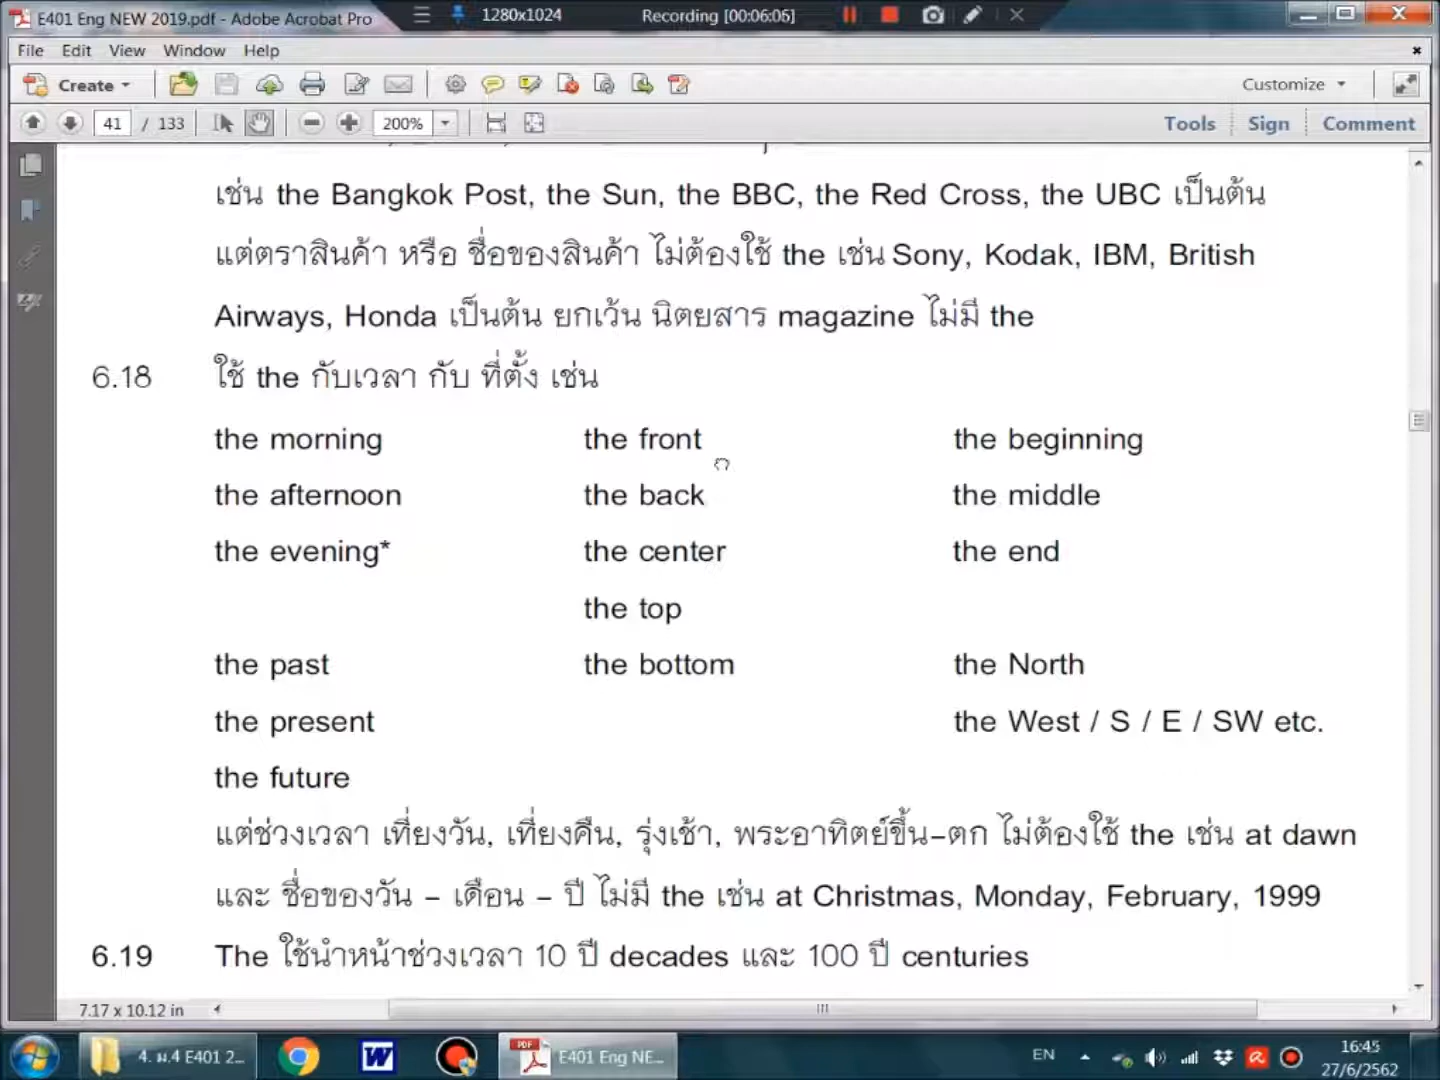 E401 Eng NEW 2019.pdf - Adobe Acrobat Pro
1280x1024
Recording [00:06:05]
File Edit View Window Help
Create
Customize
41 / 133
200%
Tools Sign Comment
เช่น the Bangkok Post, the Sun, the BBC, the Red Cross, the UBC เป็นต้น
แต่ตราสินค้า หรือ ชื่อของสินค้า ไม่ต้องใช้ the เช่น Sony, Kodak, IBM, British
Airways, Honda เป็นต้น ยกเว้น นิตยสาร magazine ไม่มี the
6.18 ใช้ the กับเวลา กับ ที่ตั้ง เช่น
the morning the front the beginning
the afternoon the back the middle
the evening* the center the end
the top
the past the bottom the North
the present the West / S / E / SW etc.
the future
แต่ช่วงเวลา เที่ยงวัน, เที่ยงคืน, รุ่งเช้า, พระอาทิตย์ขึ้น-ตก ไม่ต้องใช้ the เช่น at dawn
และ ชื่อของวัน – เดือน – ปี ไม่มี the เช่น at Christmas, Monday, February, 1999
6.19 The ใช้นำหน้าช่วงเวลา 10 ปี decades และ 100 ปี centuries
7.17 x 10.12 in
4. ม.4 E401 2...
W
PDF
E401 Eng NE...
EN
16:45
27/6/2562